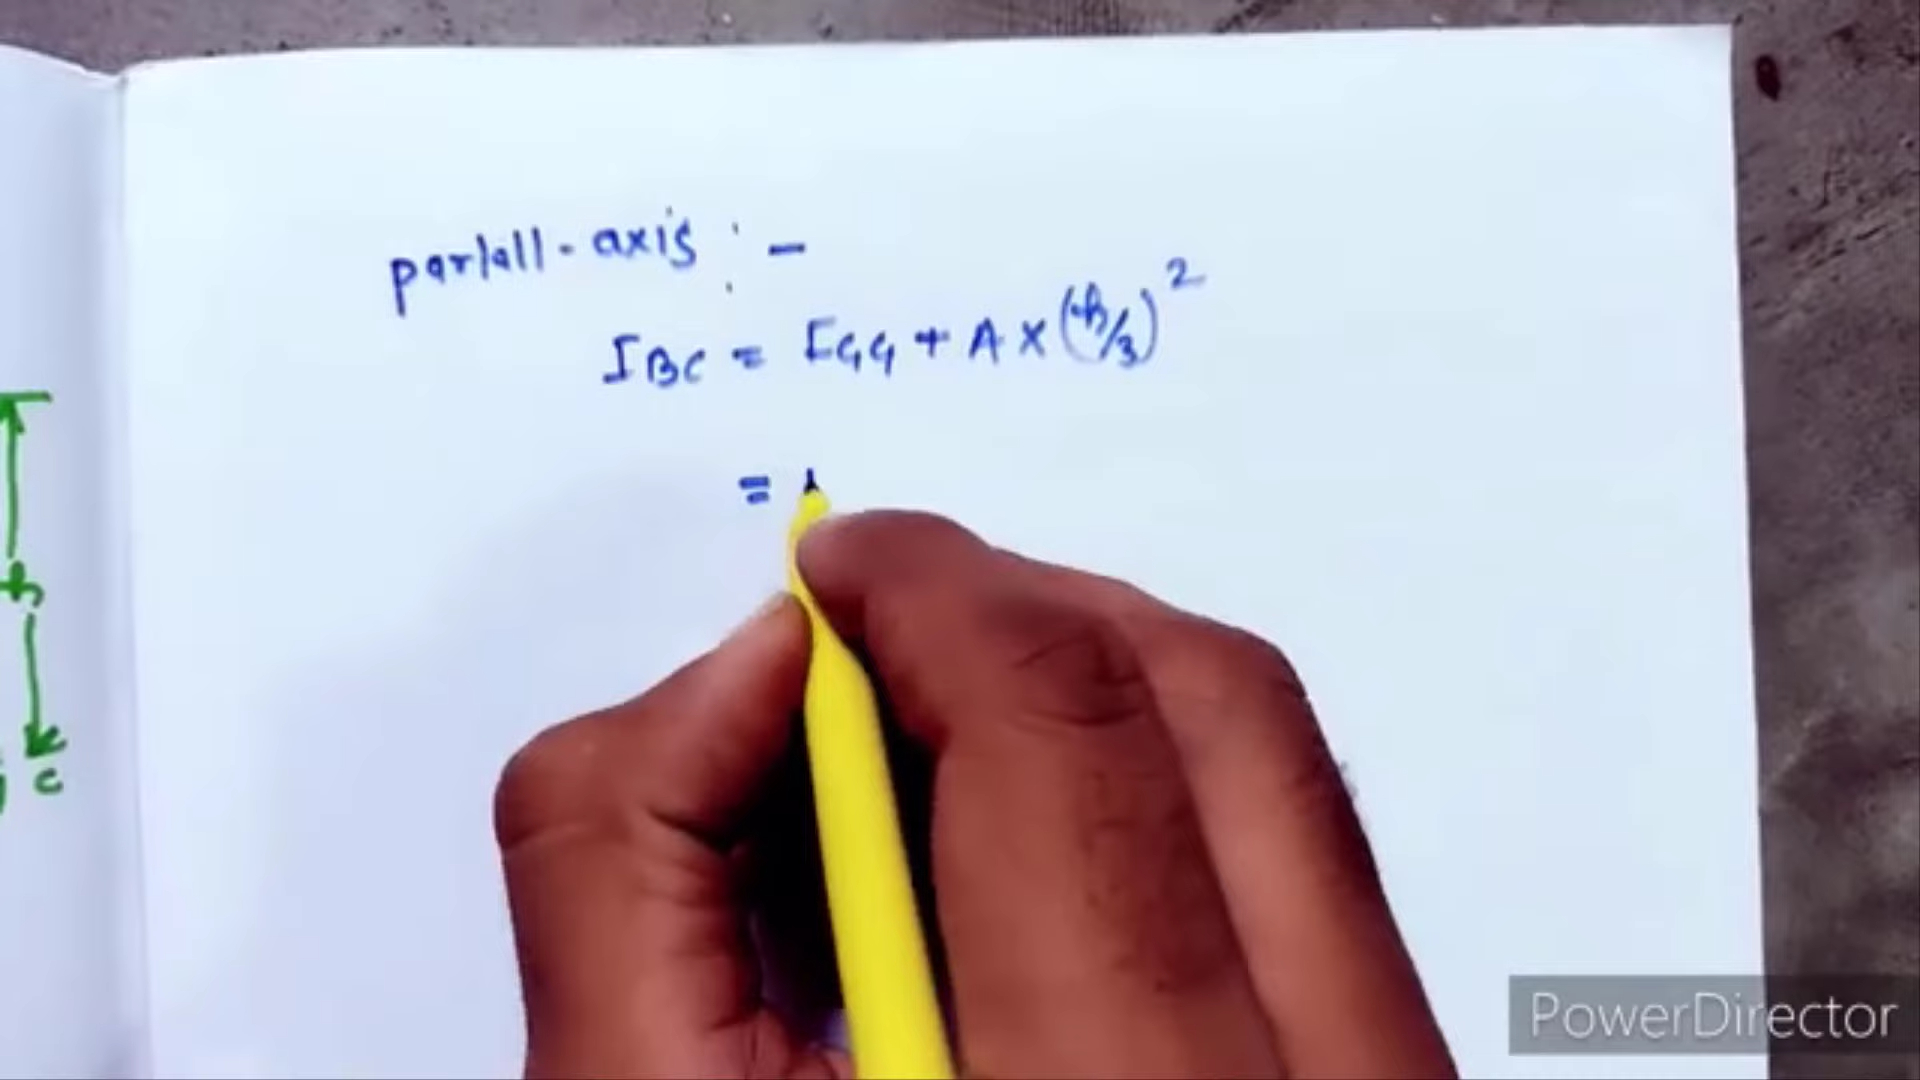 parlall-axis :-
IBC = IGG + A x (h/3)²
=
h
c
PowerDirector